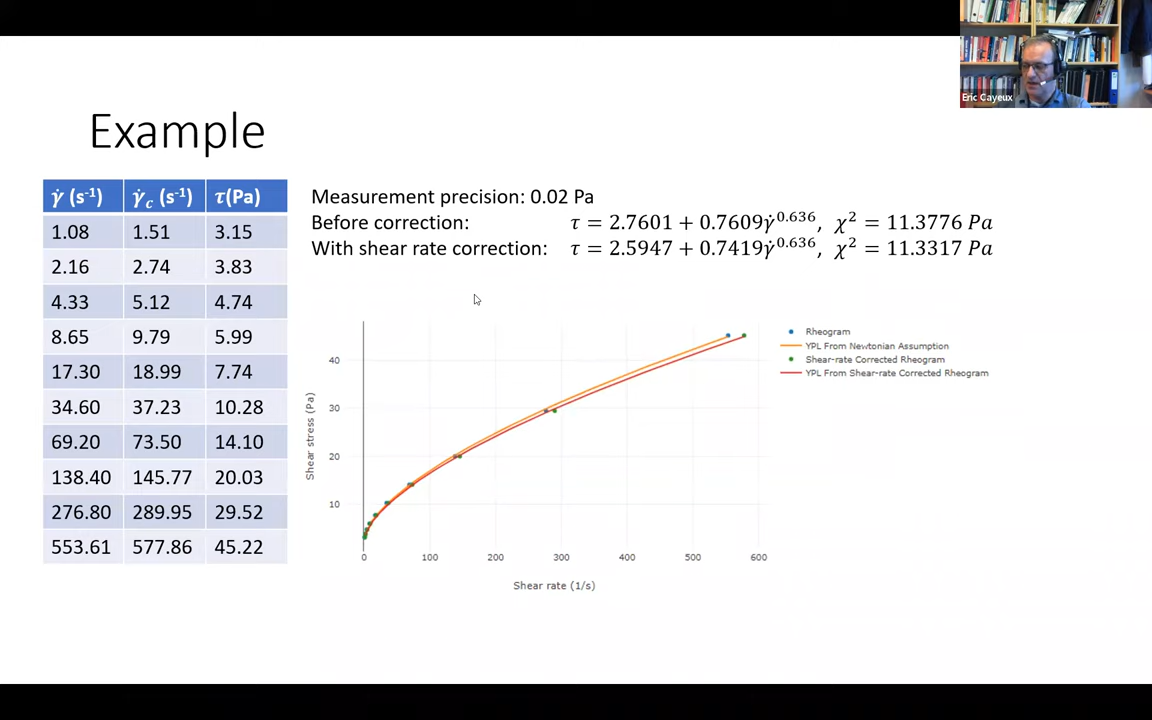 Eric Cayeux
Example
γ̇ (s⁻¹) γ̇c (s⁻¹) τ(Pa)
1.08 1.51 3.15
2.16 2.74 3.83
4.33 5.12 4.74
8.65 9.79 5.99
17.30 18.99 7.74
34.60 37.23 10.28
69.20 73.50 14.10
138.40 145.77 20.03
276.80 289.95 29.52
553.61 577.86 45.22
Measurement precision: 0.02 Pa
Before correction: τ = 2.7601 + 0.7609γ̇^0.636, χ² = 11.3776 Pa
With shear rate correction: τ = 2.5947 + 0.7419γ̇^0.636, χ² = 11.3317 Pa
Shear stress (Pa)
40
30
20
10
0 100 200 300 400 500 600
Shear rate (1/s)
Rheogram
YPL From Newtonian Assumption
Shear-rate Corrected Rheogram
YPL From Shear-rate Corrected Rheogram